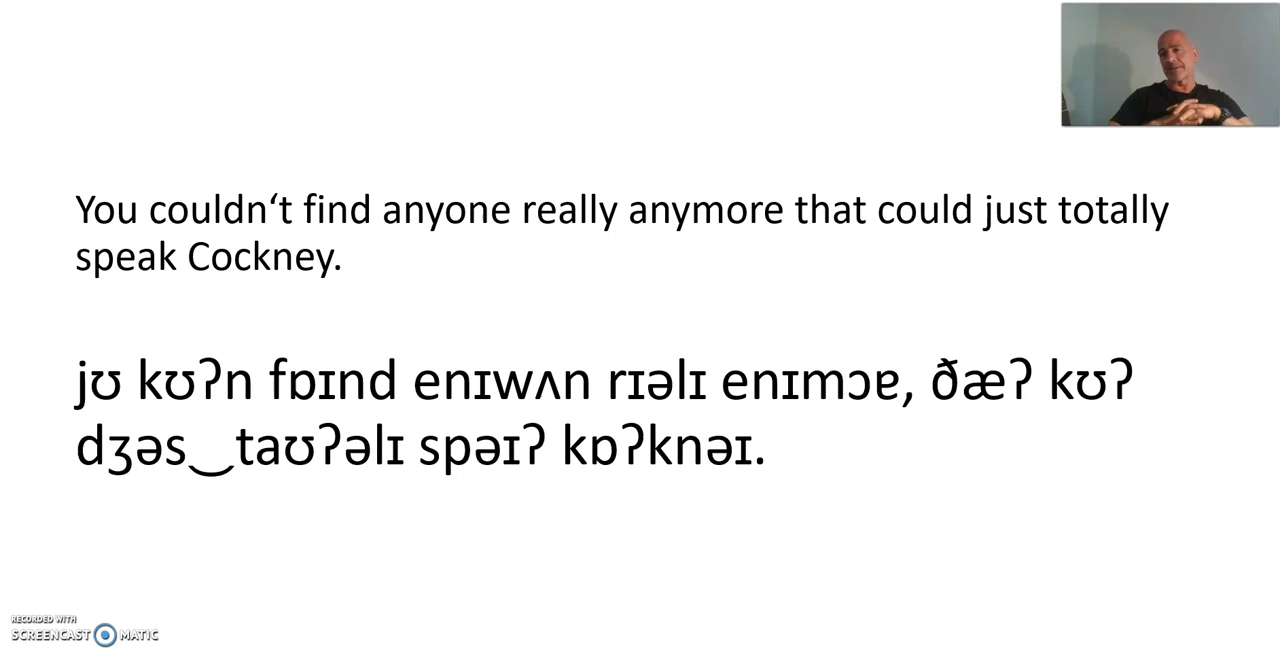 You couldn‘t find anyone really anymore that could just totally
speak Cockney.
jʊ kʊʔn fɒɪnd enɪwʌn rɪəlɪ enɪmɔɐ, ðæʔ kʊʔ
dʒəs‿taʊʔəlɪ spəɪʔ kɒʔknəɪ.
RECORDED WITH
SCREENCAST MATIC